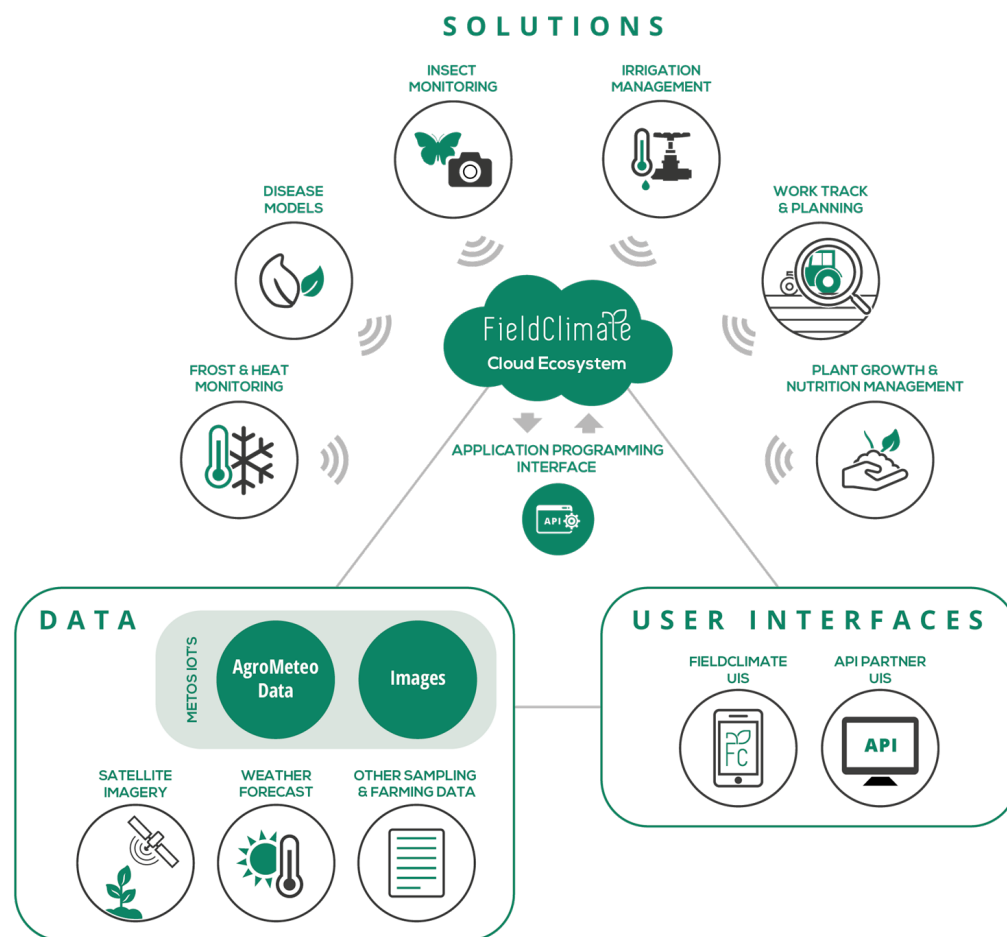 SOLUTIONS
INSECT
MONITORING
IRRIGATION
MANAGEMENT
DISEASE
MODELS
WORK TRACK
& PLANNING
FieldClimate
Cloud Ecosystem
FROST & HEAT
MONITORING
PLANT GROWTH &
NUTRITION MANAGEMENT
APPLICATION PROGRAMMING
INTERFACE
API
DATA
METOS IOT'S
AgroMeteo
Data
Images
SATELLITE
IMAGERY
WEATHER
FORECAST
OTHER SAMPLING
& FARMING DATA
USER INTERFACES
FIELDCLIMATE
UIS
API PARTNER
UIS
FC
API